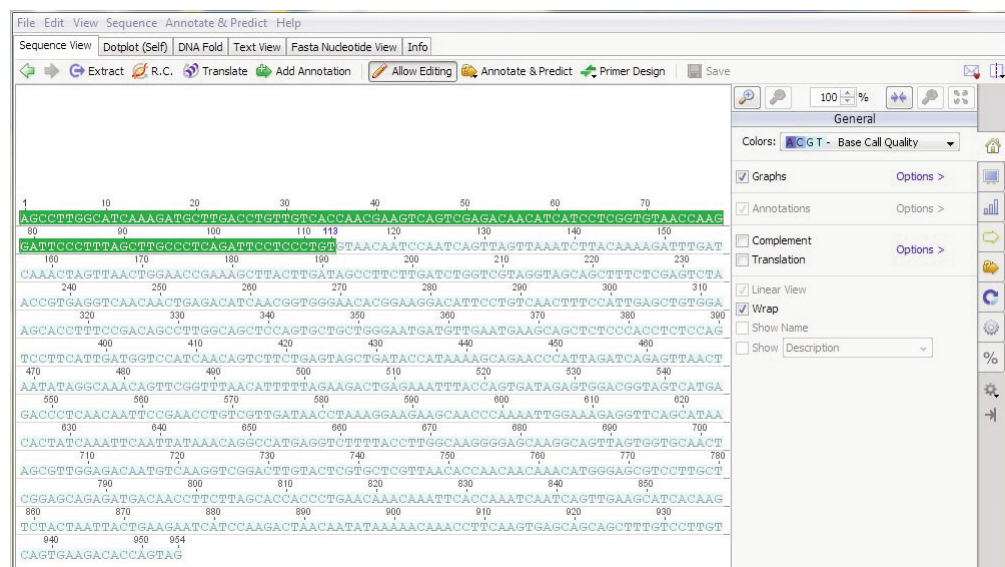 File Edit View Sequence Annotate & Predict Help
Sequence View Dotplot (Self) DNA Fold Text View Fasta Nucleotide View Info
Extract R.C. Translate Add Annotation Allow Editing Annotate & Predict Primer Design Save
100 %
General
Colors: A C G T - Base Call Quality
Graphs Options >
Annotations Options >
Complement
Translation
Options >
Linear View
Wrap
Show Name
Show Description
%
1 10 20 30 40 50 60 70
AGCCTTGGCATCAAAGATGCTTGACCTGTTGTCACCAACGAAGTCAGTCGAGACAACATCATCCTCGGTGTAACCAAG
80 90 100 110 113 120 130 140 150
GATTCCCTTTAGCTTGCCCTCAGATTCCTCCCTGTGTAACAATCCAATCAGTTAGTTAAATCTTACAAAAGATTTGAT
160 170 180 190 200 210 220 230
CAAACTAGTTAACTGGAACCGAAAGCTTACTTGATAGCCTTCTTGATCTGGTCGTAGGTAGCAGCTTTCTCGAGTCTA
240 250 260 270 280 290 300 310
ACCGTGAGGTCAACAACTGAGACATCAACGGTGGGAACACGGAAGGACATTCCTGTCAACTTTCCATTGAGCTGTGGA
320 330 340 350 360 370 380 390
AGCACCTTTCCGACAGCCTTGGCAGCTCCAGTGCTGCTGGGAATGATGTTGAATGAAGCAGCTCTCCCACCTCTCCAG
400 410 420 430 440 450 460
TCCTTCATTGATGGTCCATCAACAGTCTTCTGAGTAGCTGATACCATAAAAGCAGAACCCATTAGATCAGAGTTAACT
470 480 490 500 510 520 530 540
AATATAGGCAAACAGTTCGGTTTAACATTTTTAGAAGACTGAGAAATTTACCAGTGATAGAGTGGACGGTAGTCATGA
550 560 570 580 590 600 610 620
GACCCTCAACAATTCCGAACCTGTCGTTGATAACCTAAAGGAAGAAGCAACCCAAAATTGGAAAGAGGTTCAGCATAA
630 640 650 660 670 680 690 700
CACTATCAAATTCAATTATAAACAGGCCATGAGGTCTTTTACCTTGGCAAGGGGAGCAAGGCAGTTAGTGGTGCAACT
710 720 730 740 750 760 770 780
AGCGTTGGAGACAATGTCAAGGTCGGACTTGTACTCGTGCTCGTTAACACCAACAACAAACATGGGAGCGTCCTTGCT
790 800 810 820 830 840 850
CGGAGCAGAGATGACAACCTTCTTAGCACCACCCTGAACAAACAAATTCACCAAATCAATCAGTTGAAGCATCACAAG
860 870 880 890 900 910 920 930
TCTACTAATTACTGAAGAATCATCCAAGACTAACAATATAAAAACAAACCTTCAAGTGAGCAGCAGCTTTGTCCTTGT
940 950 954
CAGTGAAGACACCAGTAG